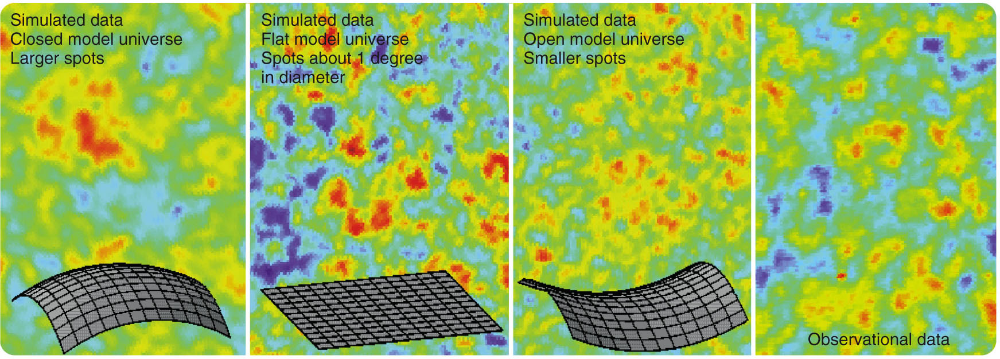 Simulated data
Closed model universe
Larger spots
Simulated data
Flat model universe
Spots about 1 degree
in diameter
Simulated data
Open model universe
Smaller spots
Observational data